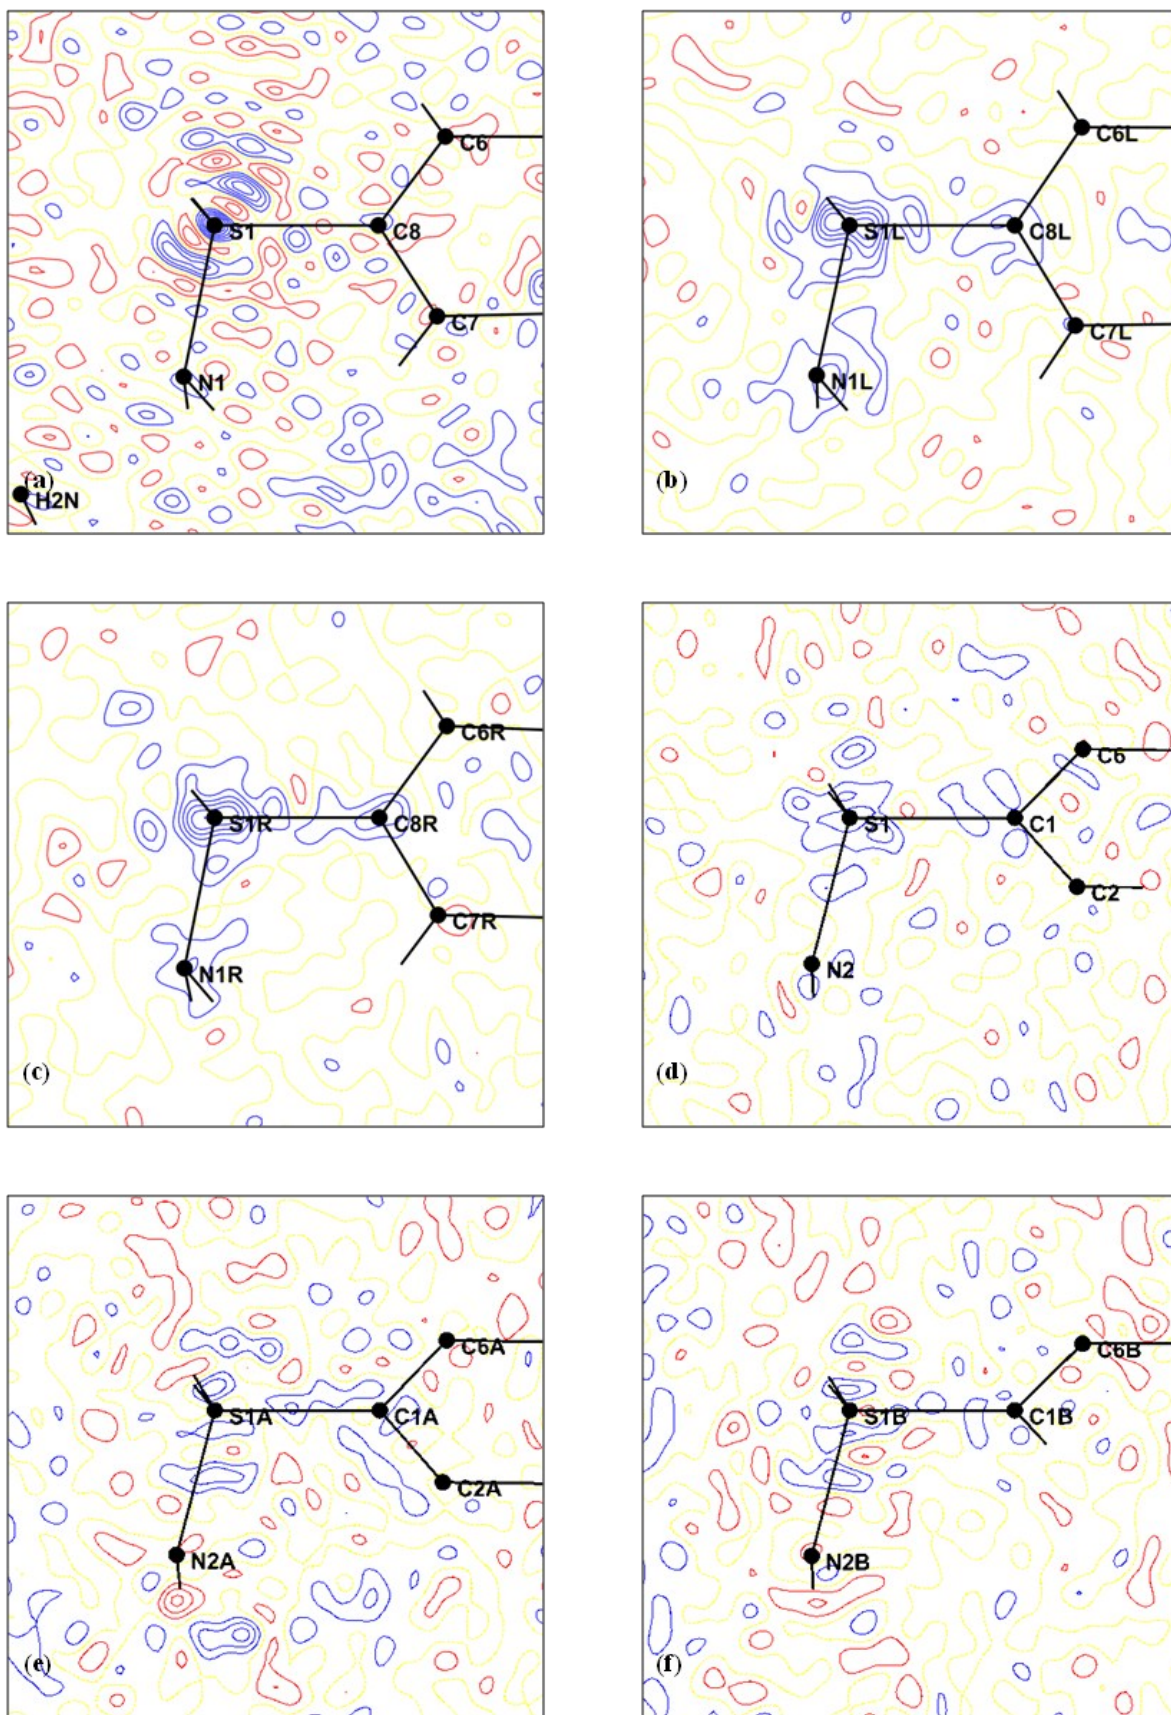 C6
S1
C8
C7
N1
(a)
H2N
C6L
S1L
C8L
C7L
N1L
(b)
C6R
S1R
C8R
C7R
N1R
(c)
C6
S1
C1
C2
N2
(d)
C6A
S1A
C1A
C2A
N2A
(e)
C6B
S1B
C1B
N2B
(f)